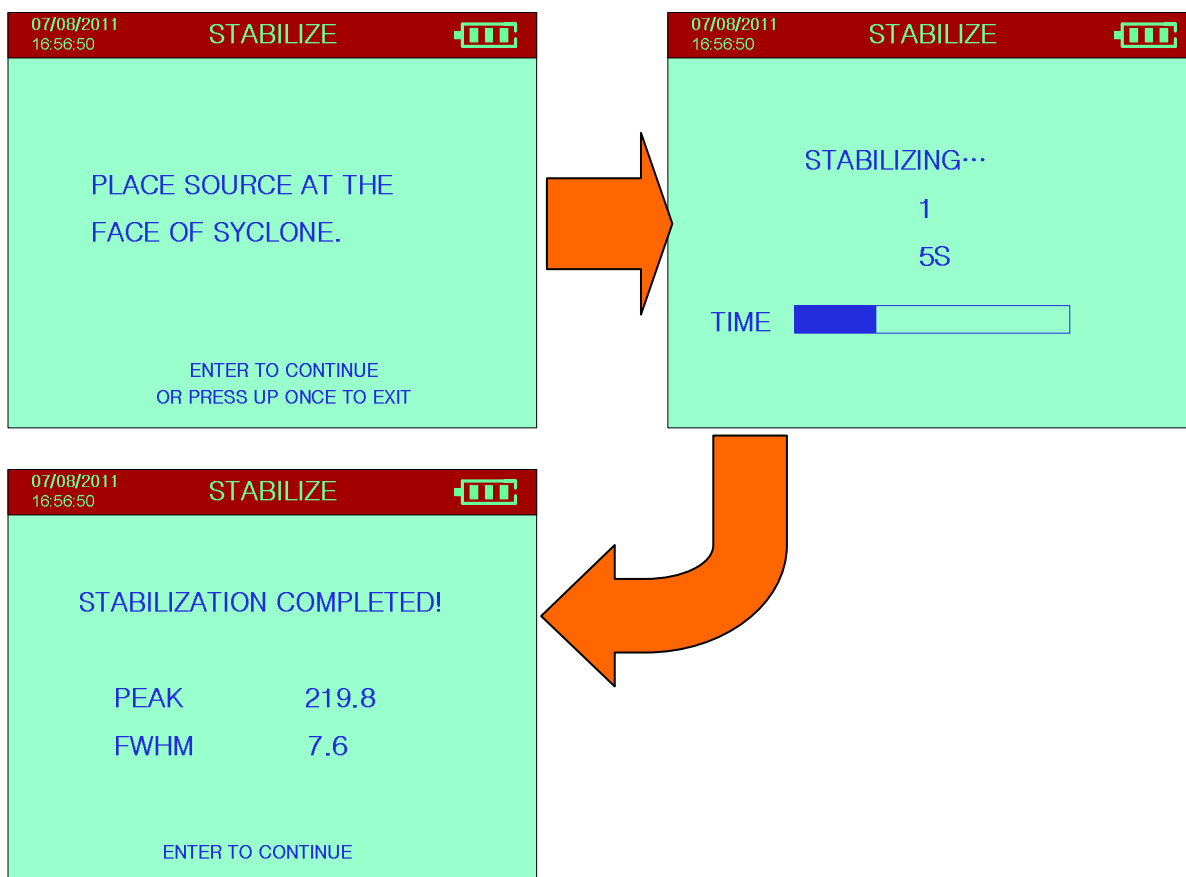 07/08/2011
16:56:50
STABILIZE
PLACE SOURCE AT THE
FACE OF SYCLONE.
ENTER TO CONTINUE
OR PRESS UP ONCE TO EXIT
07/08/2011
16:56:50
STABILIZE
STABILIZING···
1
5S
TIME
07/08/2011
16:56:50
STABILIZE
STABILIZATION COMPLETED!
PEAK 219.8
FWHM 7.6
ENTER TO CONTINUE